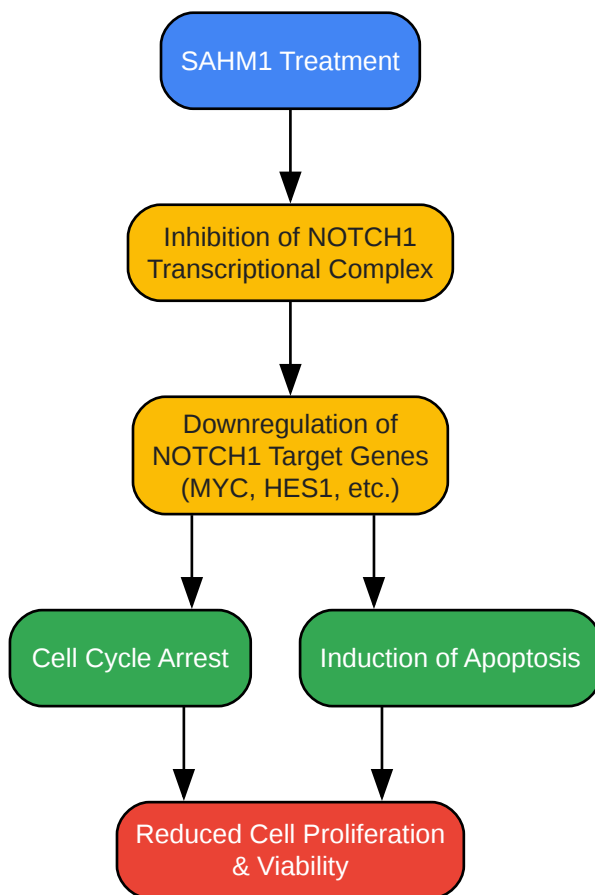 SAHM1 Treatment
Inhibition of NOTCH1
Transcriptional Complex
Downregulation of
NOTCH1 Target Genes
(MYC, HES1, etc.)
Cell Cycle Arrest
Induction of Apoptosis
Reduced Cell Proliferation
& Viability